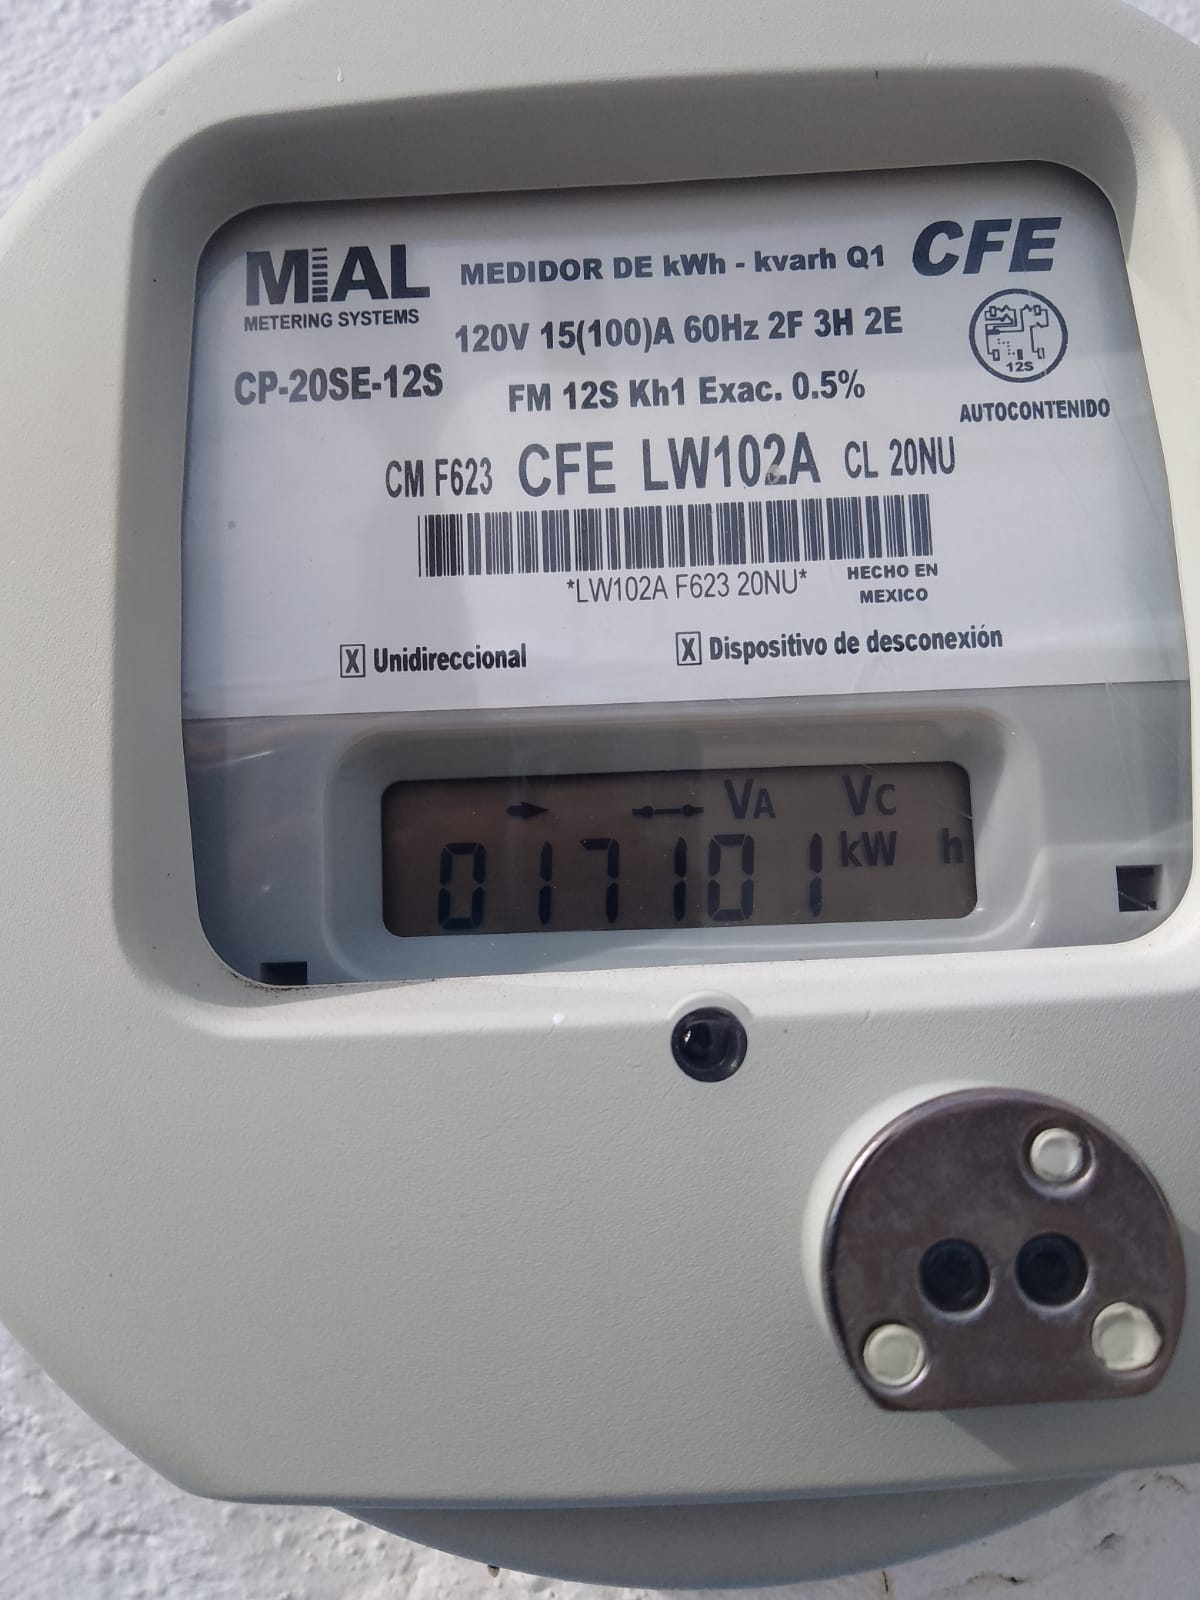 MIAL
METERING SYSTEMS
MEDIDOR DE kWh - kvarh Q1
CFE
120V 15(100)A 60Hz 2F 3H 2E
12S
CP-20SE-12S
FM 12S Kh1 Exac. 0.5%
AUTOCONTENIDO
CM F623 CFE LW102A CL 20NU
*LW102A F623 20NU*
HECHO EN
MEXICO
X Unidireccional
X Dispositivo de desconexión
VA VC
017101 kW h